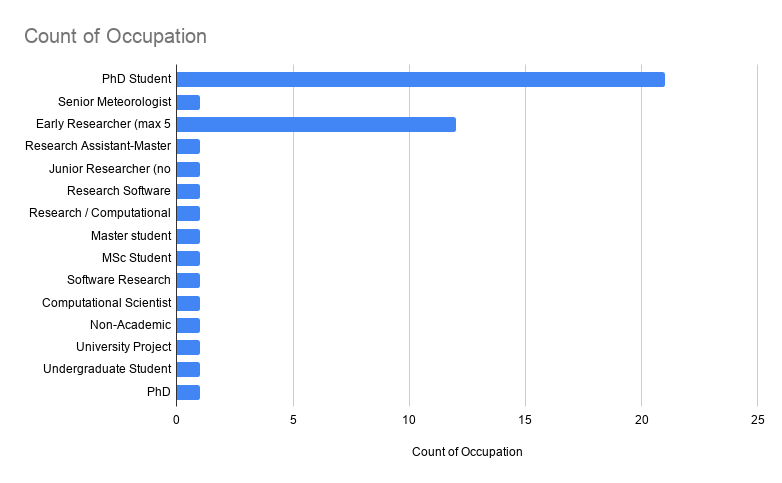 Count of Occupation
PhD Student
Senior Meteorologist
Early Researcher (max 5
Research Assistant-Master
Junior Researcher (no
Research Software
Research / Computational
Master student
MSc Student
Software Research
Computational Scientist
Non-Academic
University Project
Undergraduate Student
PhD
0 5 10 15 20 25
Count of Occupation